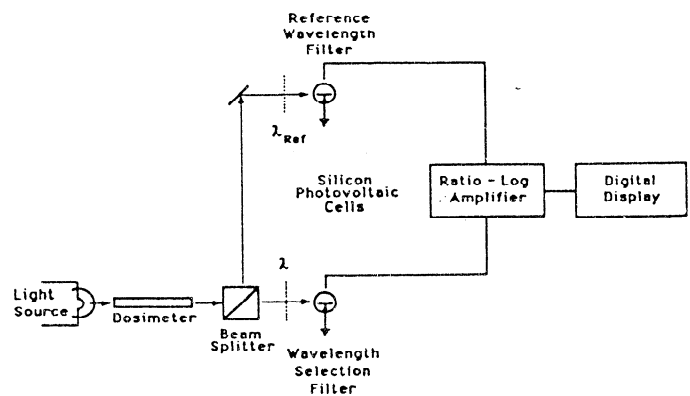 Reference
Wavelength
Filter
λRef
Silicon
Photovoltaic
Cells
Ratio - Log
Amplifier
Digital
Display
λ
Light
Source
Dosimeter
Beam
Splitter
Wavelength
Selection
Filter